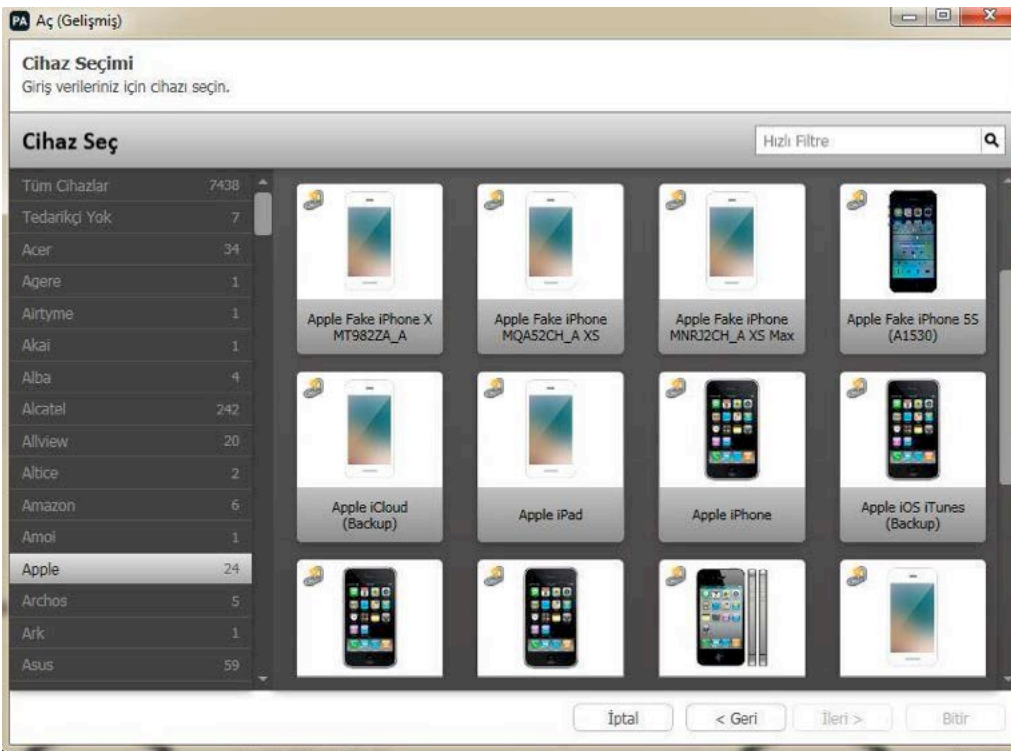 PA Aç (Gelişmiş)
Cihaz Seçimi
Giriş verileriniz için cihazı seçin.
Cihaz Seç
Hızlı Filtre
Tüm Cihazlar 7438
Tedarikçi Yok 7
Acer 34
Agere 1
Airtyme 1
Akai 1
Alba 4
Alcatel 242
Allview 20
Altice 2
Amazon 6
Amoi 1
Apple 24
Archos 5
Ark 1
Asus 59
Apple Fake iPhone X
MT982ZA_A
Apple Fake iPhone
MQA52CH_A XS
Apple Fake iPhone
MNRJ2CH_A XS Max
Apple Fake iPhone 5S
(A1530)
Apple iCloud
(Backup)
Apple iPad
Apple iPhone
Apple iOS iTunes
(Backup)
İptal
< Geri
İleri >
Bitir